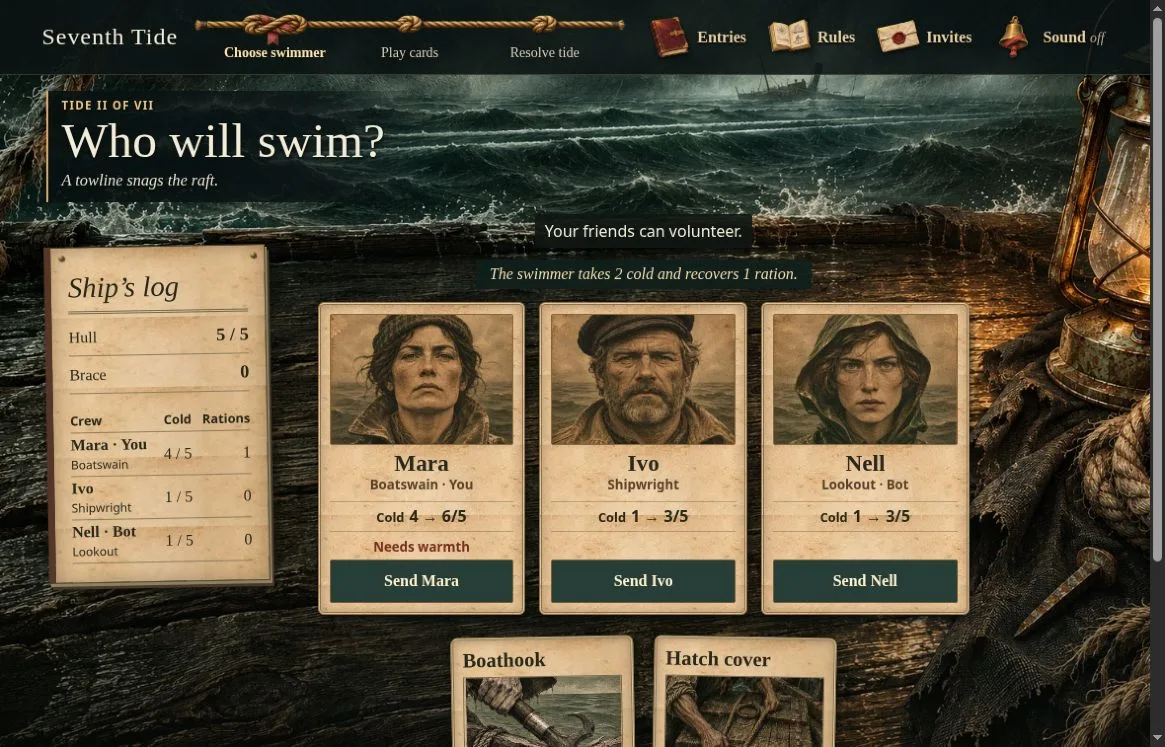 Seventh Tide
Choose swimmer
Play cards
Resolve tide
Entries
Rules
Invites
Sound off
TIDE II OF VII
Who will swim?
A towline snags the raft.
Your friends can volunteer.
The swimmer takes 2 cold and recovers 1 ration.
Ship’s log
Hull 5 / 5
Brace 0
Crew Cold Rations
Mara · You 4 / 5 1
Boatswain
Ivo 1 / 5 0
Shipwright
Nell · Bot 1 / 5 0
Lookout
Mara
Boatswain · You
Cold 4 → 6/5
Needs warmth
Send Mara
Ivo
Shipwright
Cold 1 → 3/5
Send Ivo
Nell
Lookout · Bot
Cold 1 → 3/5
Send Nell
Boathook
Hatch cover